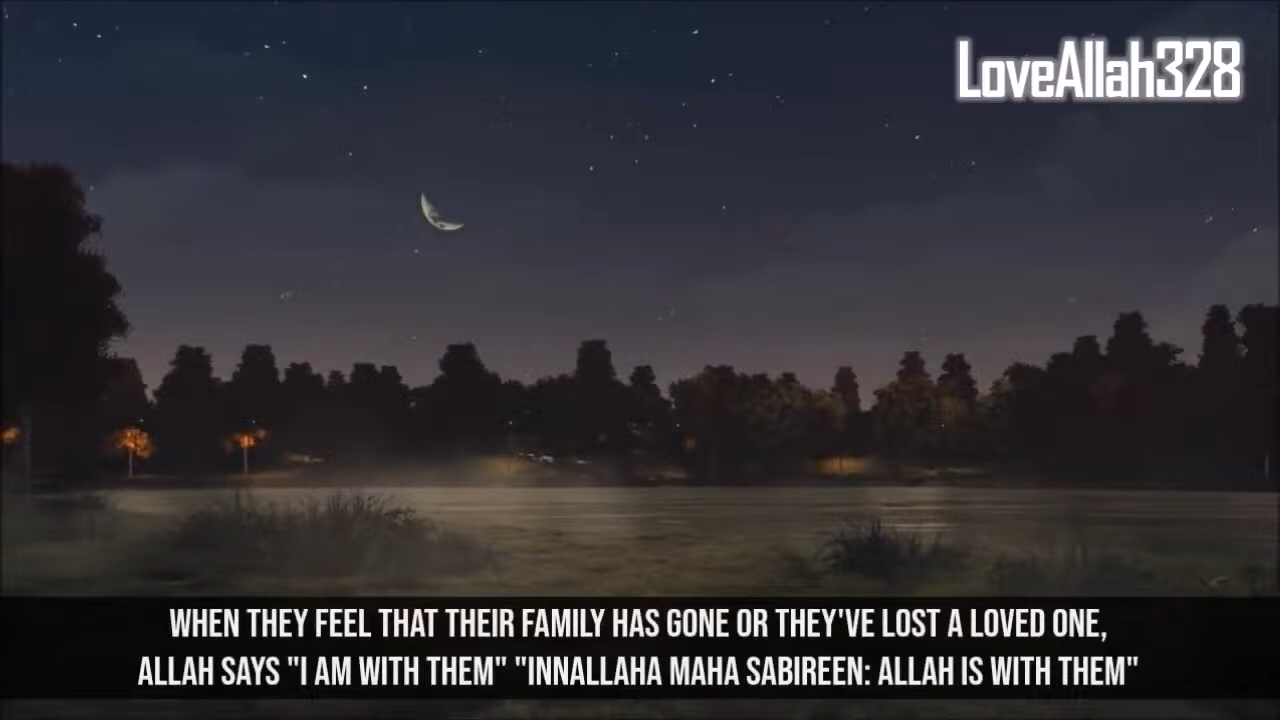 LoveAllah328
WHEN THEY FEEL THAT THEIR FAMILY HAS GONE OR THEY'VE LOST A LOVED ONE,
ALLAH SAYS "I AM WITH THEM" "INNALLAHA MAHA SABIREEN: ALLAH IS WITH THEM"